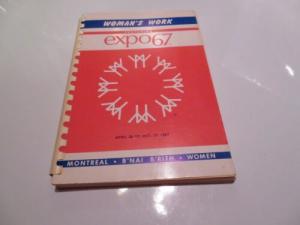 WOMAN'S WORK
expo67
MONTREAL • B'NAI B'RITH • WOMEN